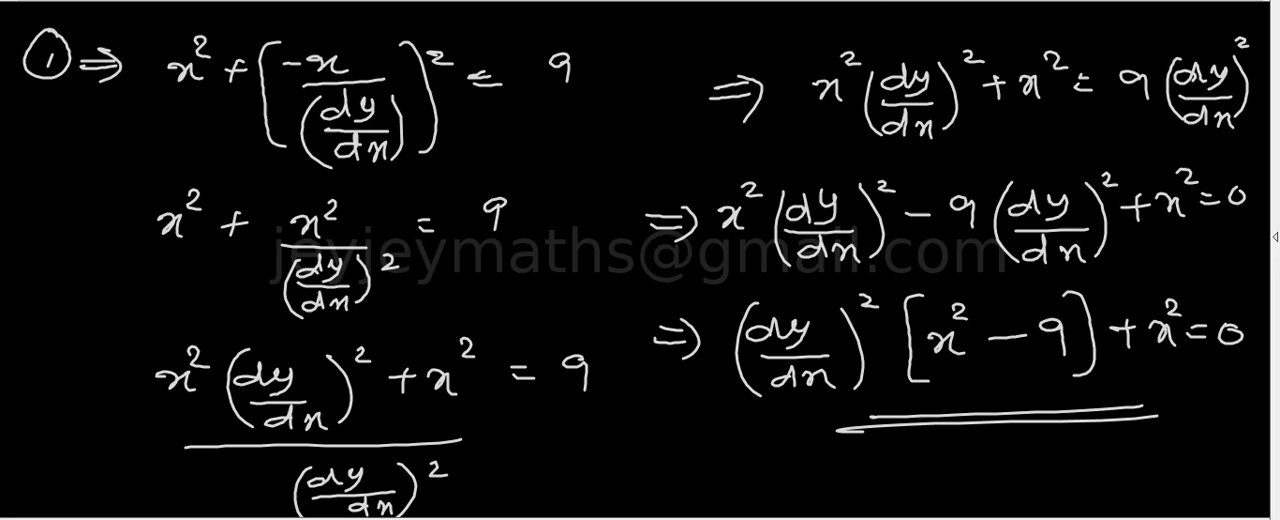 ① ⇒ x² + [-x/(dy/dx)]² = 9
x² + x²/(dy/dx)² = 9
(x² (dy/dx)² + x²)/(dy/dx)² = 9
⇒ x² (dy/dx)² + x² = 9 (dy/dx)²
⇒ x² (dy/dx)² - 9 (dy/dx)² + x² = 0
⇒ (dy/dx)² [x² - 9] + x² = 0
jeyjeymaths@gmail.com